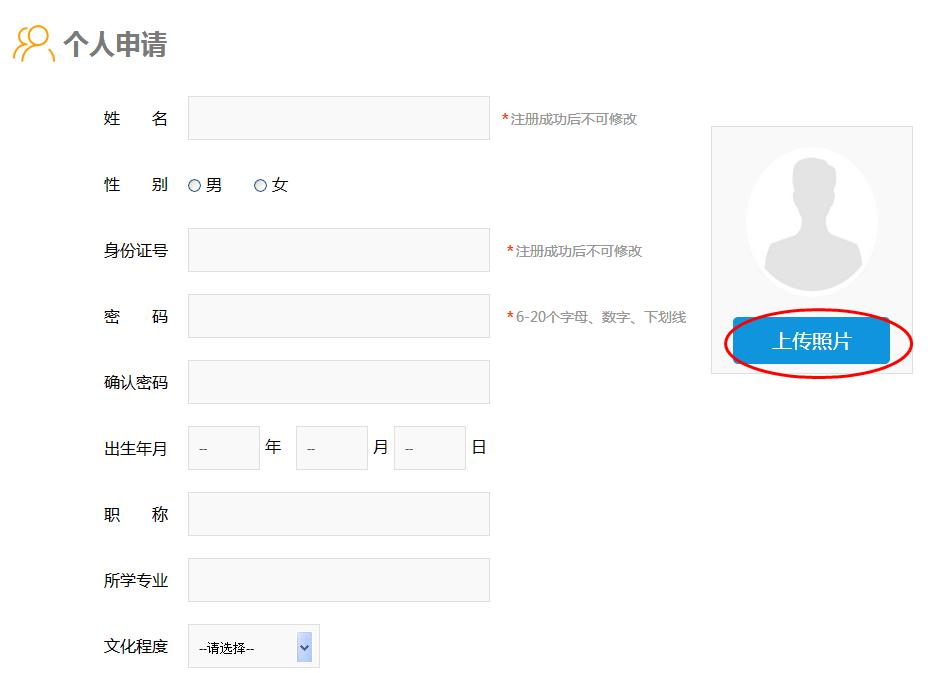 个人申请
姓 名 *注册成功后不可修改
性 别 男 女
身份证号 *注册成功后不可修改
密 码 *6-20个字母、数字、下划线
上传照片
确认密码
出生年月 -- 年 -- 月 -- 日
职 称
所学专业
文化程度 --请选择--